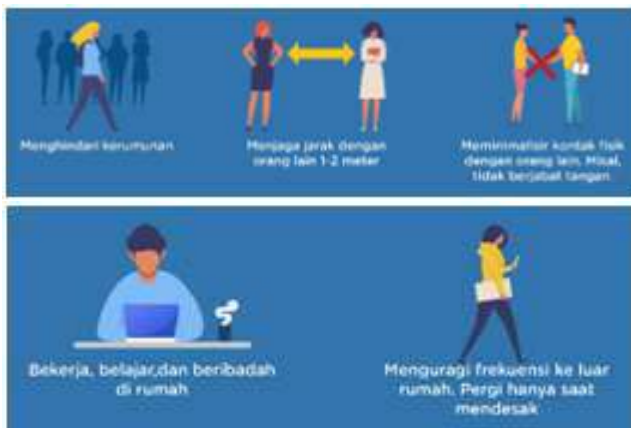 Menghindari kerumunan
Menjaga jarak dengan
orang lain 1-2 meter
Meminimalisir kontak fisik
dengan orang lain. Misal,
tidak berjabat tangan
Bekerja, belajar,dan beribadah
di rumah
Menguragi frekuensi ke luar
rumah. Pergi hanya saat
mendesak